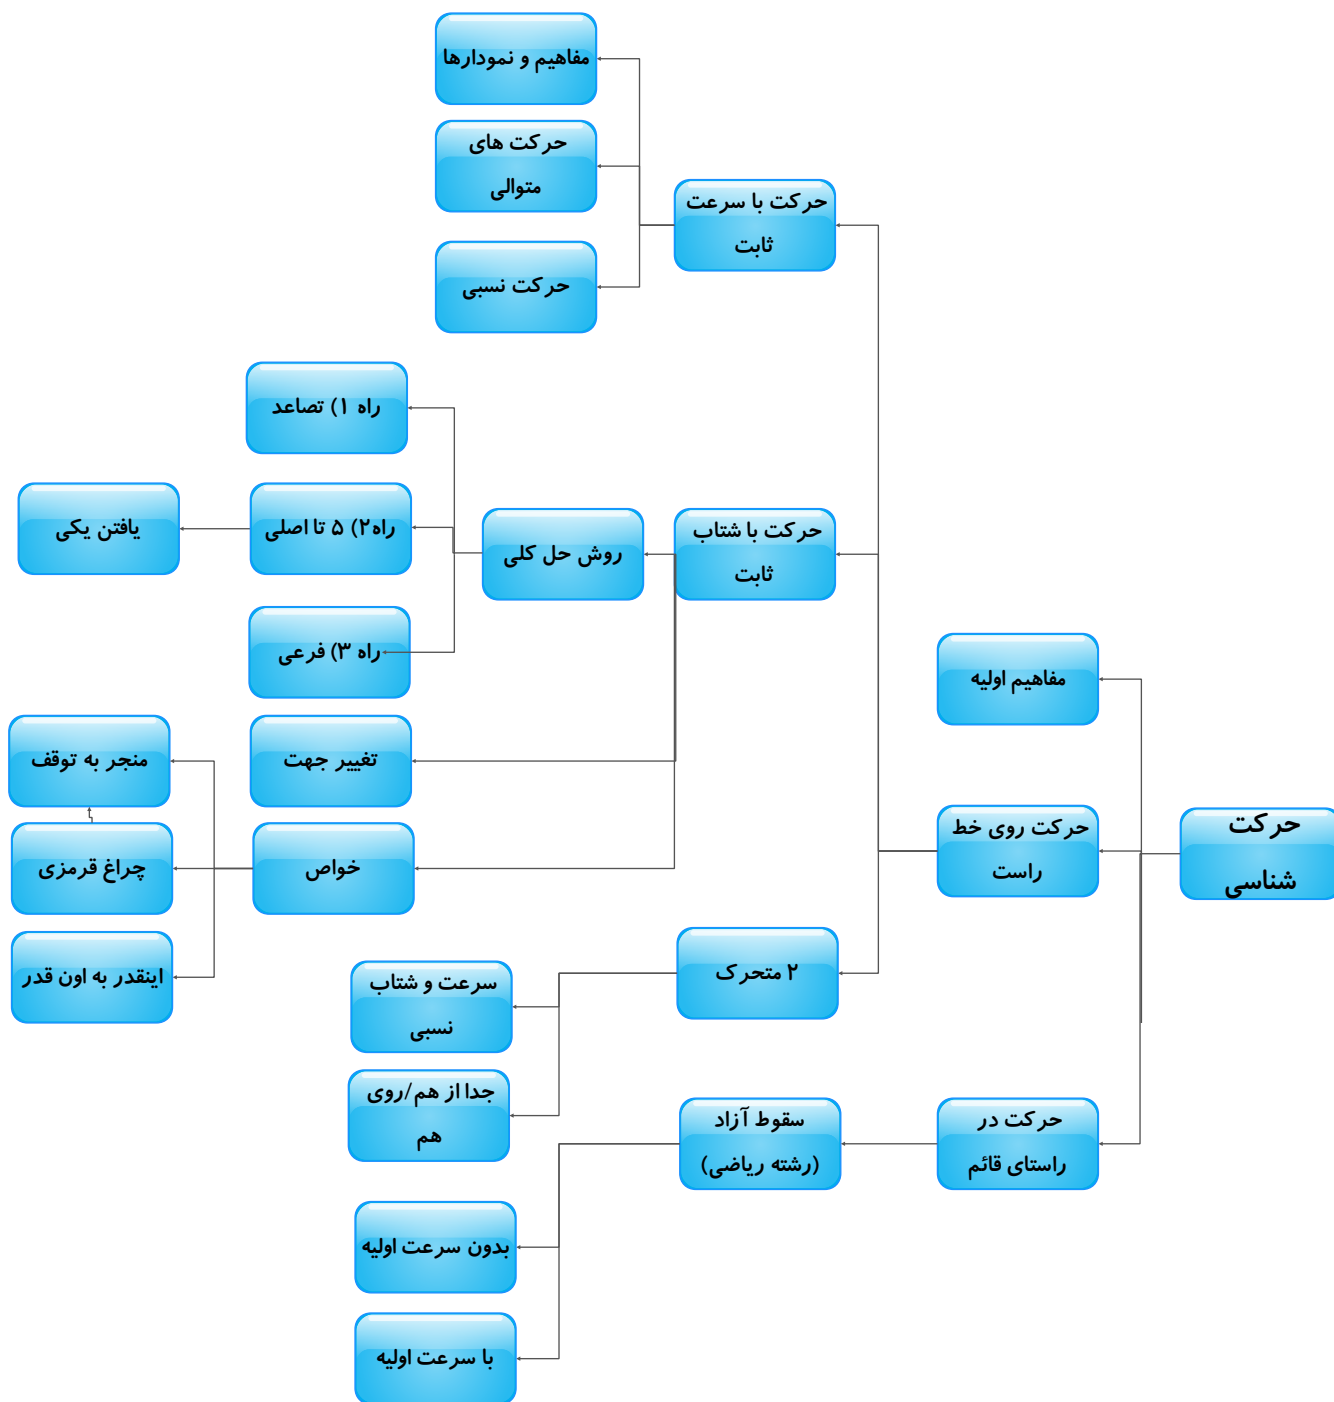 حرکت
شناسی
مفاهیم اولیه
حرکت روی خط
راست
حرکت با سرعت
ثابت
مفاهیم و نمودارها
حرکت های
متوالی
حرکت نسبی
حرکت با شتاب
ثابت
روش حل کلی
راه ۱) تصاعد
راه۲) ۵ تا اصلی
یافتن یکی
راه ۳) فرعی
تغییر جهت
خواص
منجر به توقف
چراغ قرمزی
اینقدر به اون قدر
۲ متحرک
سرعت و شتاب
نسبی
جدا از هم/روی
هم
حرکت در
راستای قائم
سقوط آزاد
(رشته ریاضی)
بدون سرعت اولیه
با سرعت اولیه